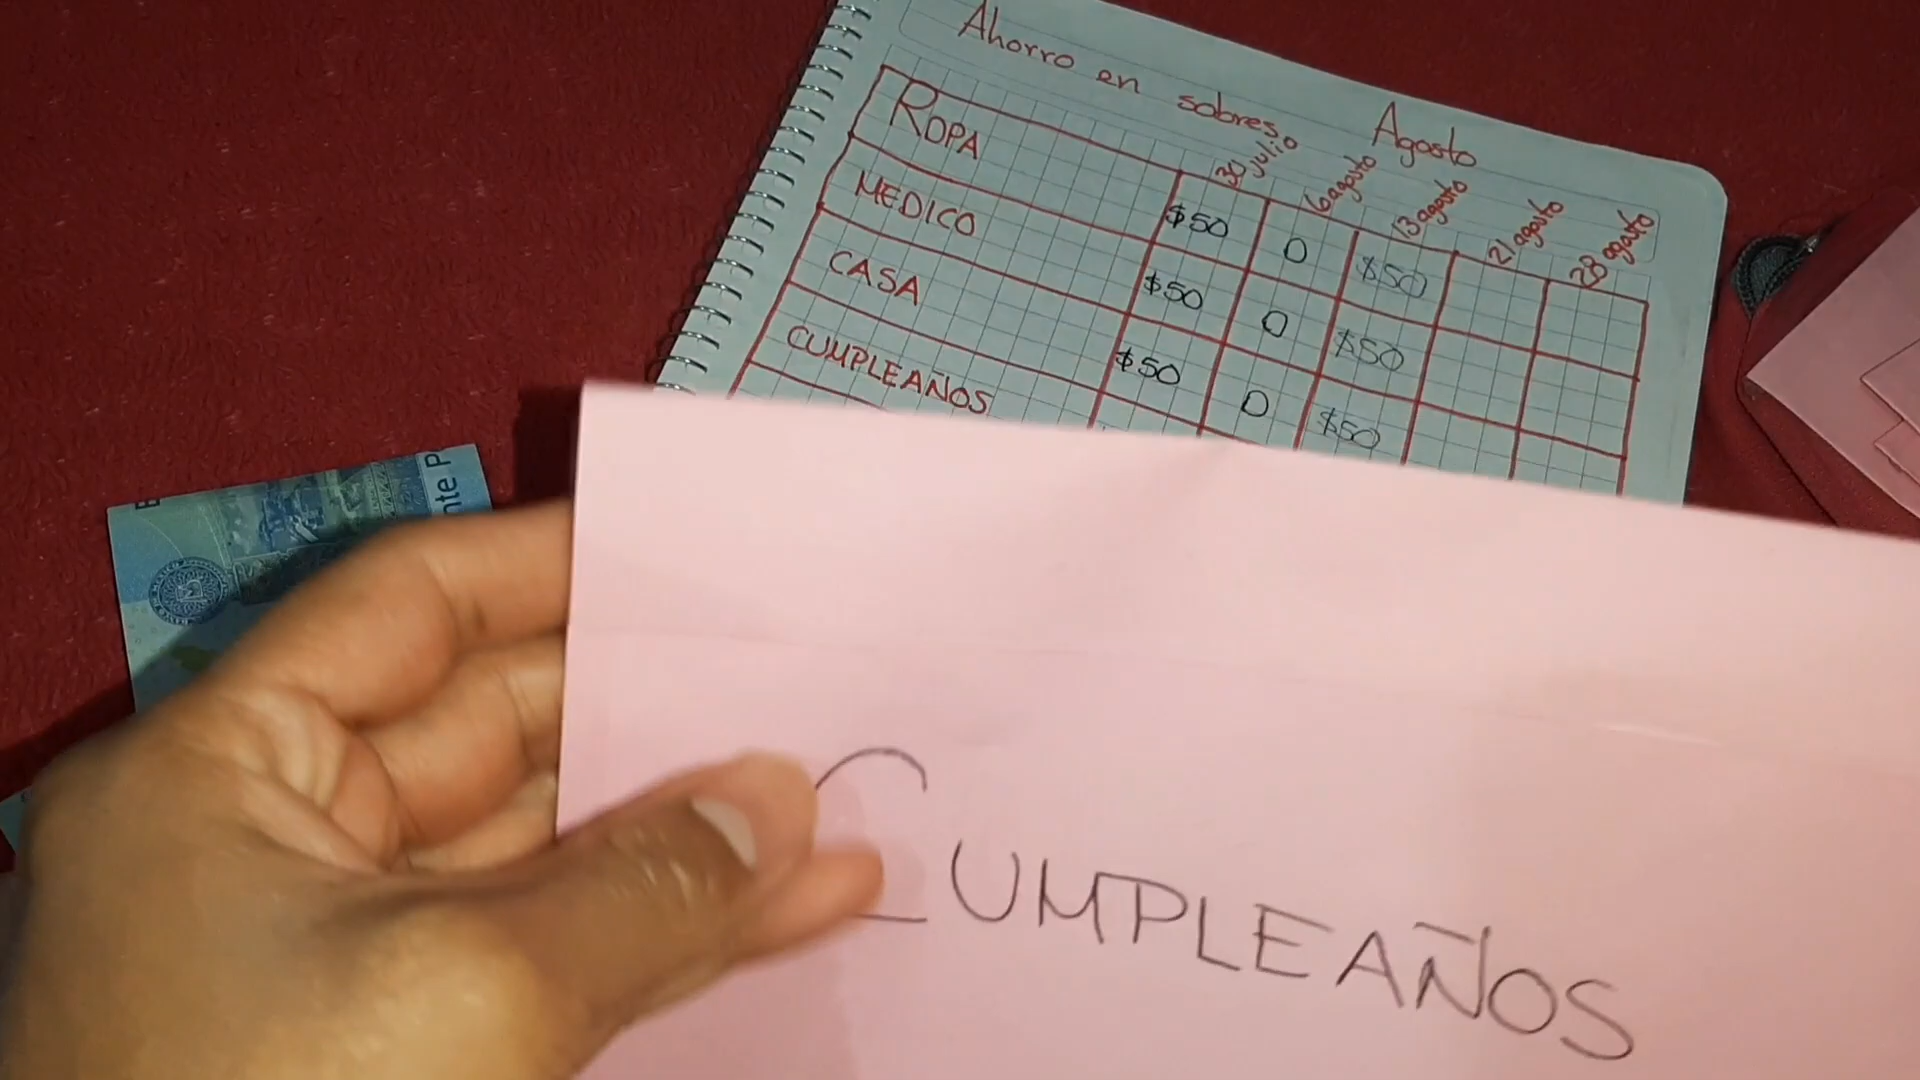 Ahorro en sobres.
Agosto
30 julio 6 agosto 13 agosto 21 agosto 28 agosto
ROPA $50 0 $50
MEDICO $50 0 $50
CASA $50 0 $50
CUMPLEAÑOS
nte P
CUMPLEAÑOS